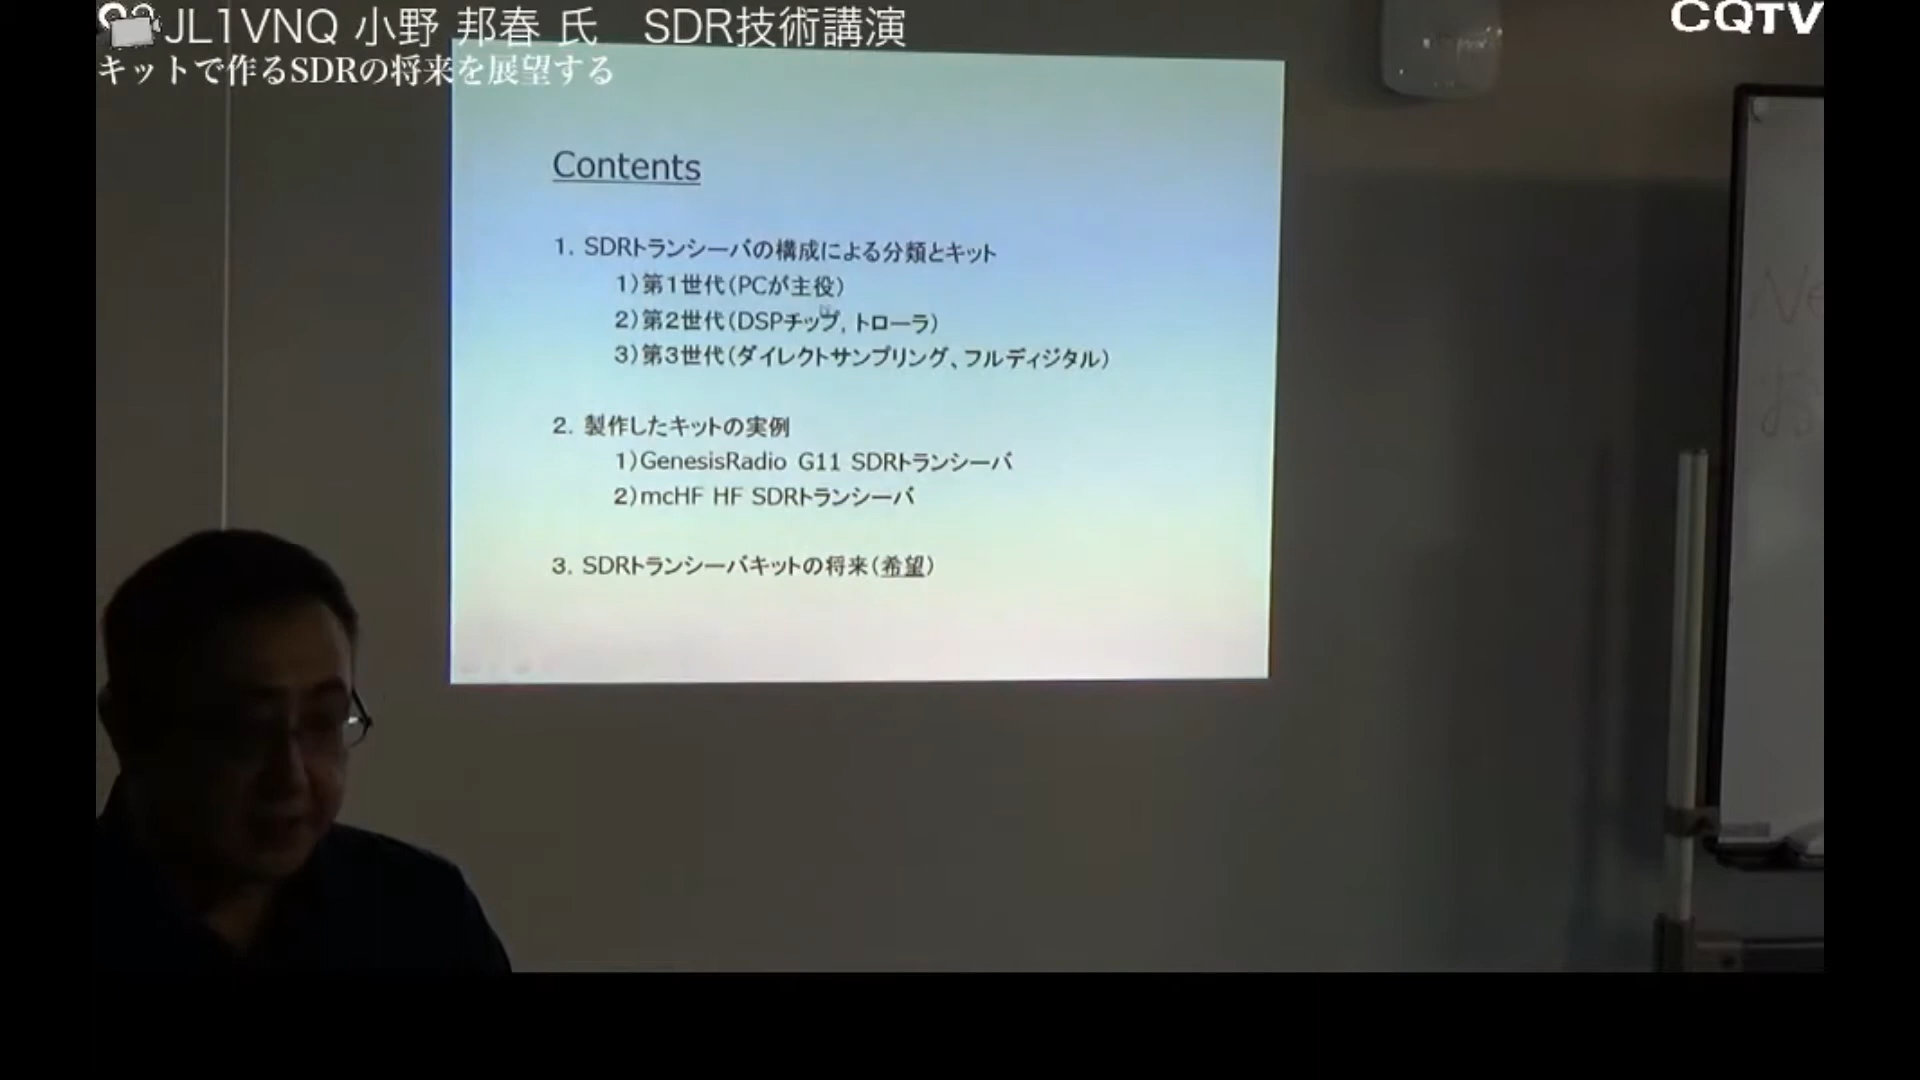 JL1VNQ 小野 邦春 氏　SDR技術講演
CQTV
キットで作るSDRの将来を展望する
Contents
1. SDRトランシーバの構成による分類とキット
1)第1世代(PCが主役)
2)第2世代(DSPチップ, トローラ)
3)第3世代(ダイレクトサンプリング、フルディジタル)
2. 製作したキットの実例
1)GenesisRadio G11 SDRトランシーバ
2)mcHF HF SDRトランシーバ
3. SDRトランシーバキットの将来(希望)
Ne
お